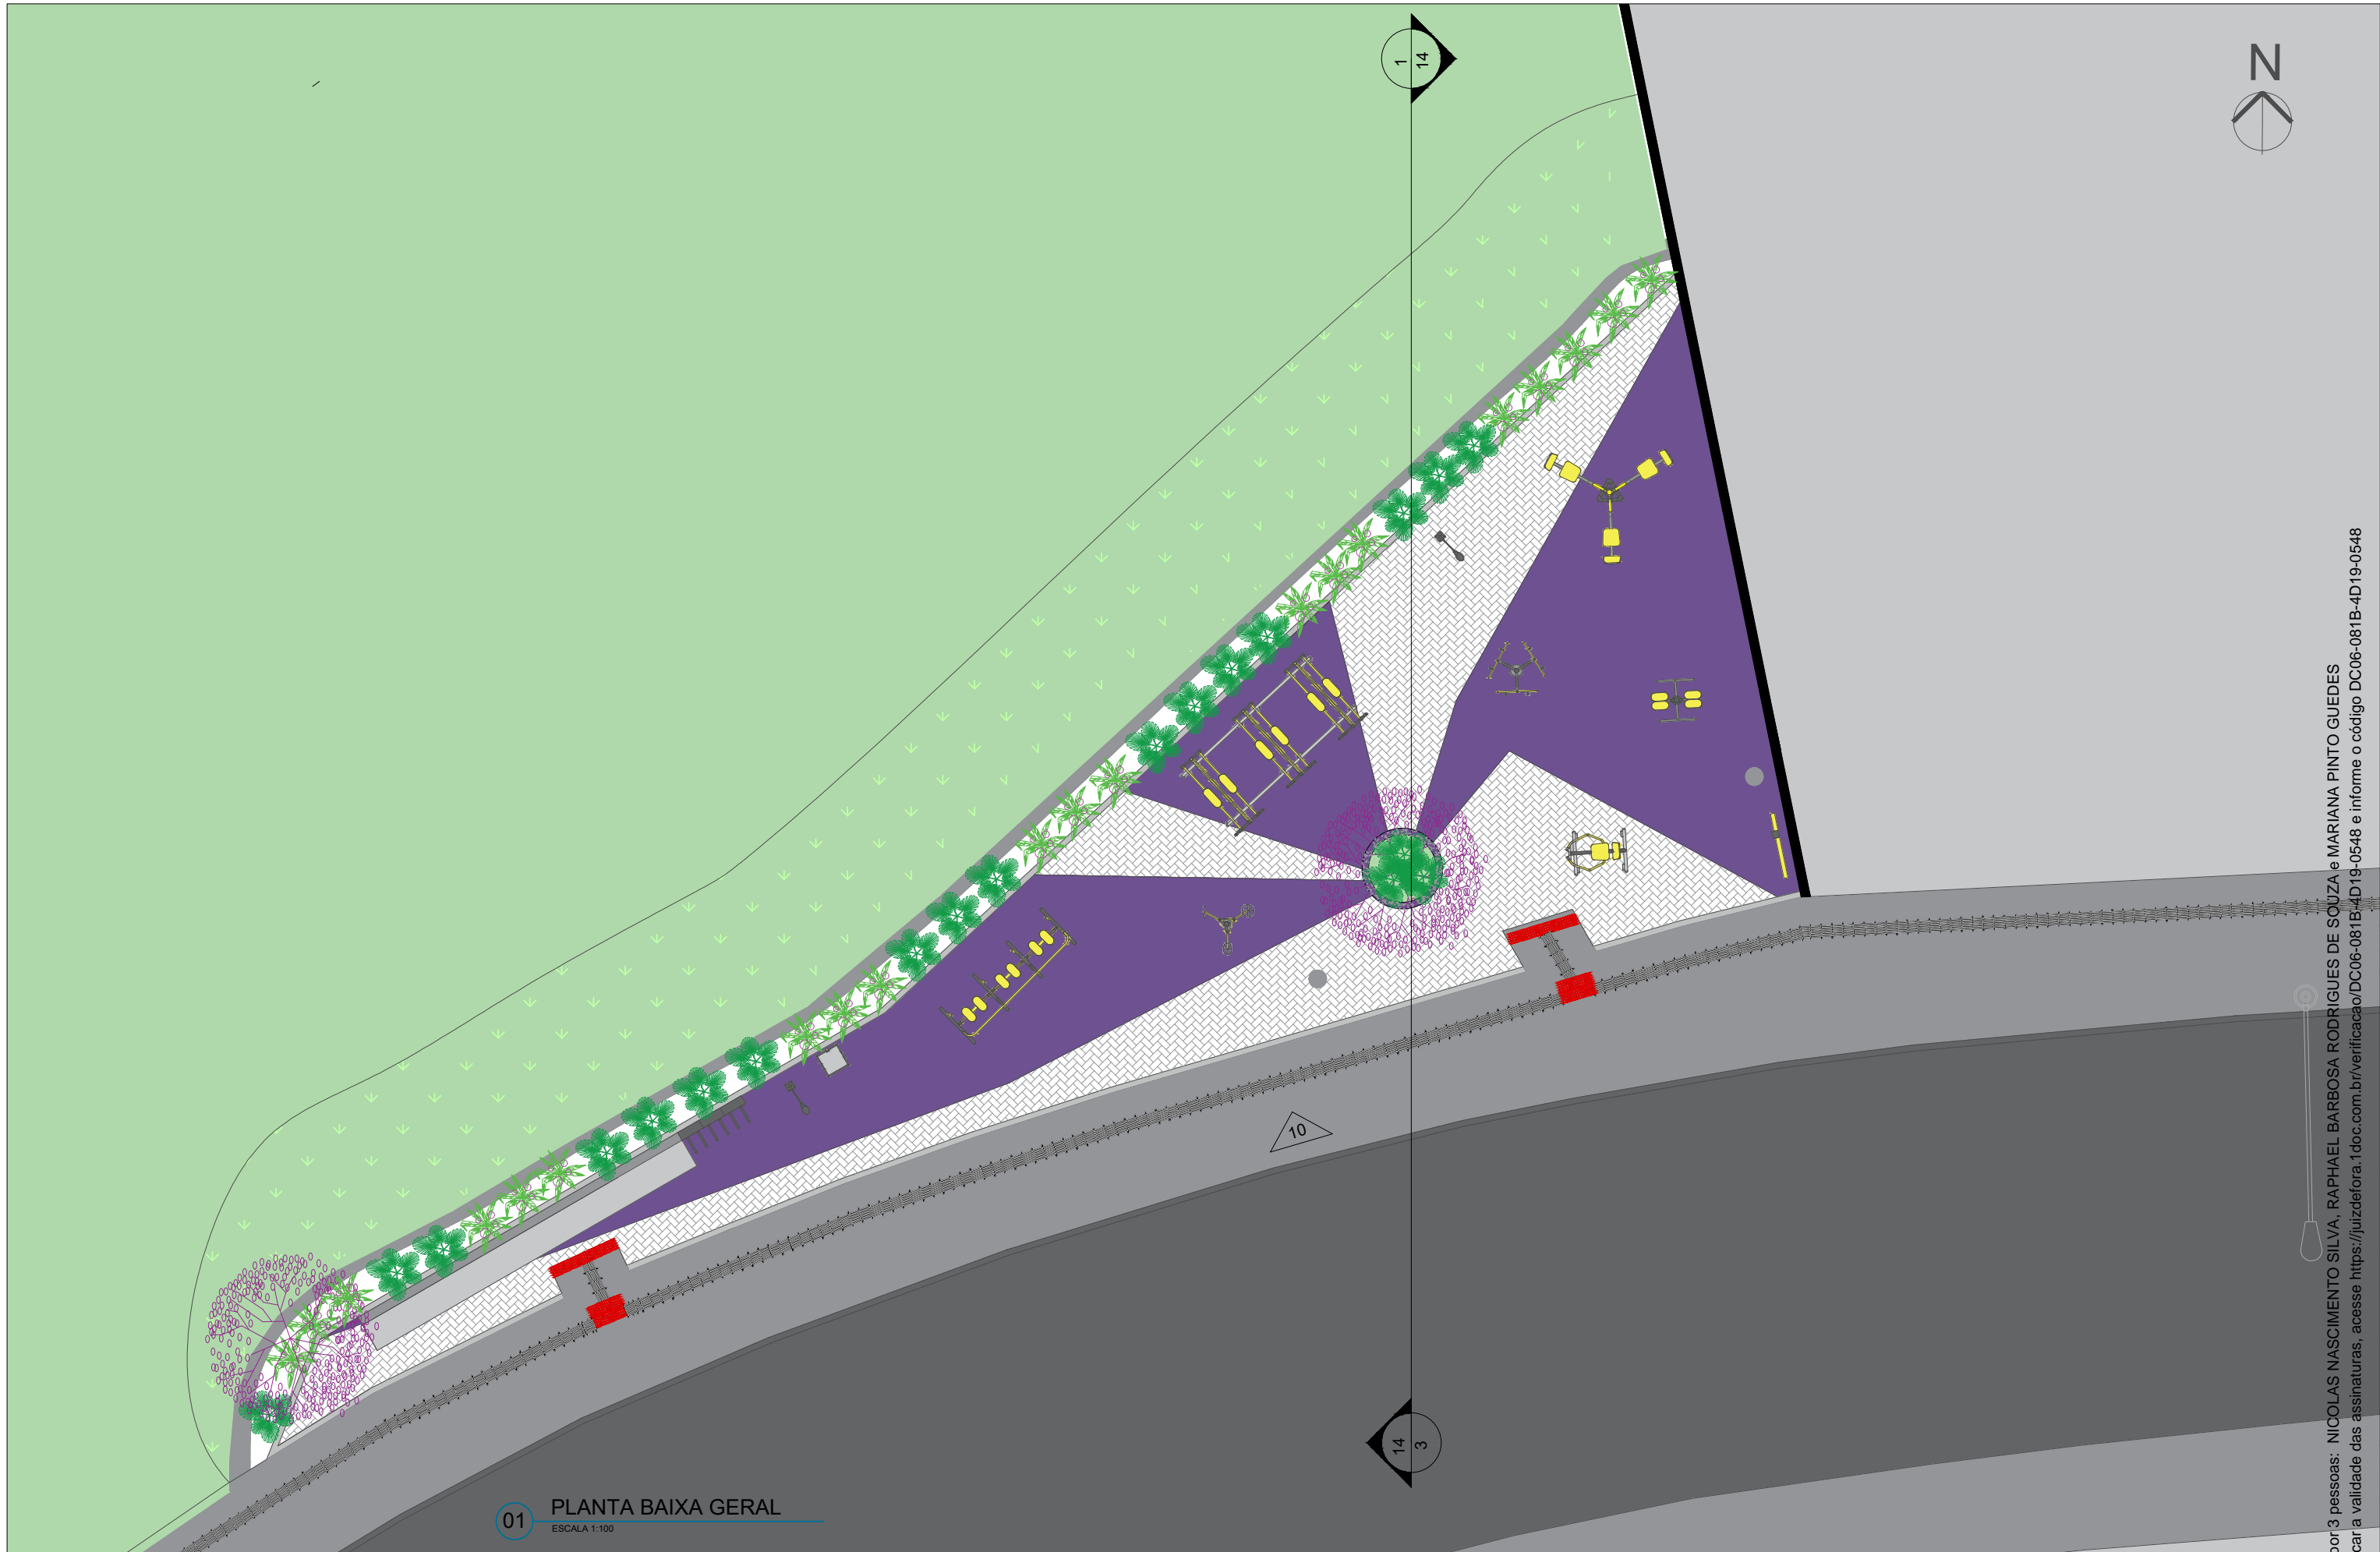 1
14
N
10
14
3
01
PLANTA BAIXA GERAL
ESCALA 1:100
por 3 pessoas: NICOLAS NASCIMENTO SILVA, RAPHAEL BARBOSA RODRIGUES DE SOUZA e MARIANA PINTO GUEDES
car a validade das assinaturas, acesse https://juizdefora.1doc.com.br/verificacao/DC06-081B-4D19-0548 e informe o código DC06-081B-4D19-0548